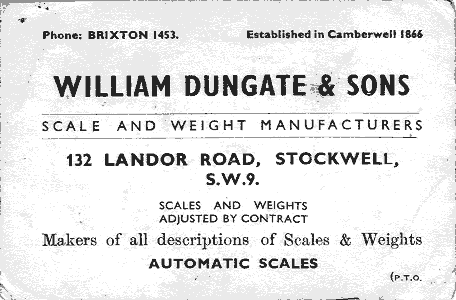 Phone: BRIXTON 1453. Established in Camberwell 1866
WILLIAM DUNGATE & SONS
SCALE AND WEIGHT MANUFACTURERS
132 LANDOR ROAD, STOCKWELL,
S.W.9.
SCALES AND WEIGHTS
ADJUSTED BY CONTRACT
Makers of all descriptions of Scales & Weights
AUTOMATIC SCALES
(P.T.O.